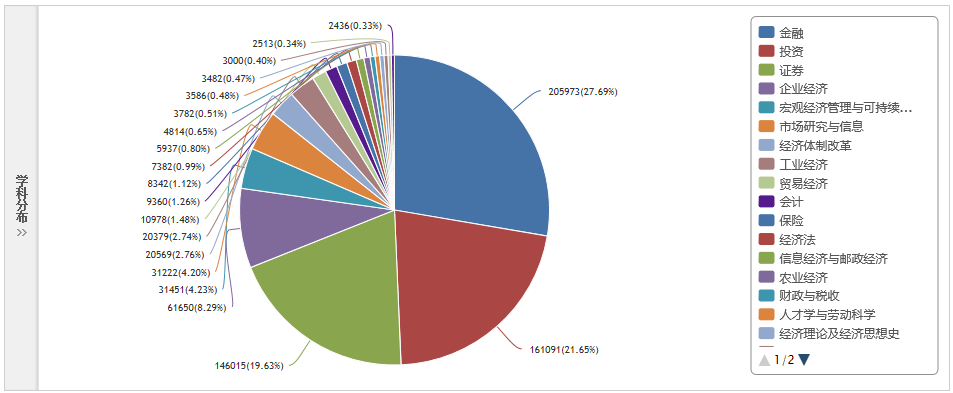 学科分布
>>
2436(0.33%)
2513(0.34%)
3000(0.40%)
3482(0.47%)
3586(0.48%)
3782(0.51%)
4814(0.65%)
5937(0.80%)
7382(0.99%)
8342(1.12%)
9360(1.26%)
10978(1.48%)
20379(2.74%)
20569(2.76%)
31222(4.20%)
31451(4.23%)
61650(8.29%)
146015(19.63%)
161091(21.65%)
205973(27.69%)
金融
投资
证券
企业经济
宏观经济管理与可持续...
市场研究与信息
经济体制改革
工业经济
贸易经济
会计
保险
经济法
信息经济与邮政经济
农业经济
财政与税收
人才学与劳动科学
经济理论及经济思想史
1/2